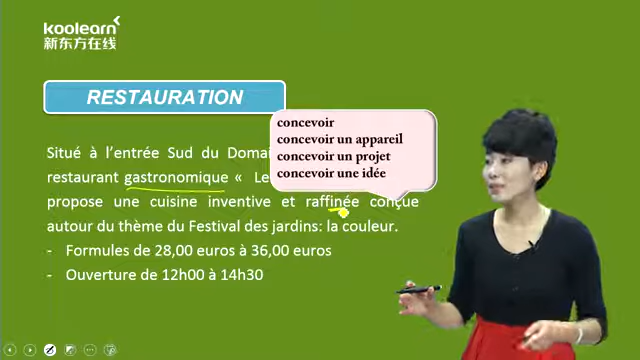 koolearn
新东方在线
RESTAURATION
concevoir
concevoir un appareil
concevoir un projet
concevoir une idée
Situé à l'entrée Sud du Domai
restaurant gastronomique « Le
propose une cuisine inventive et raffinée conçue
autour du thème du Festival des jardins: la couleur.
- Formules de 28,00 euros à 36,00 euros
- Ouverture de 12h00 à 14h30